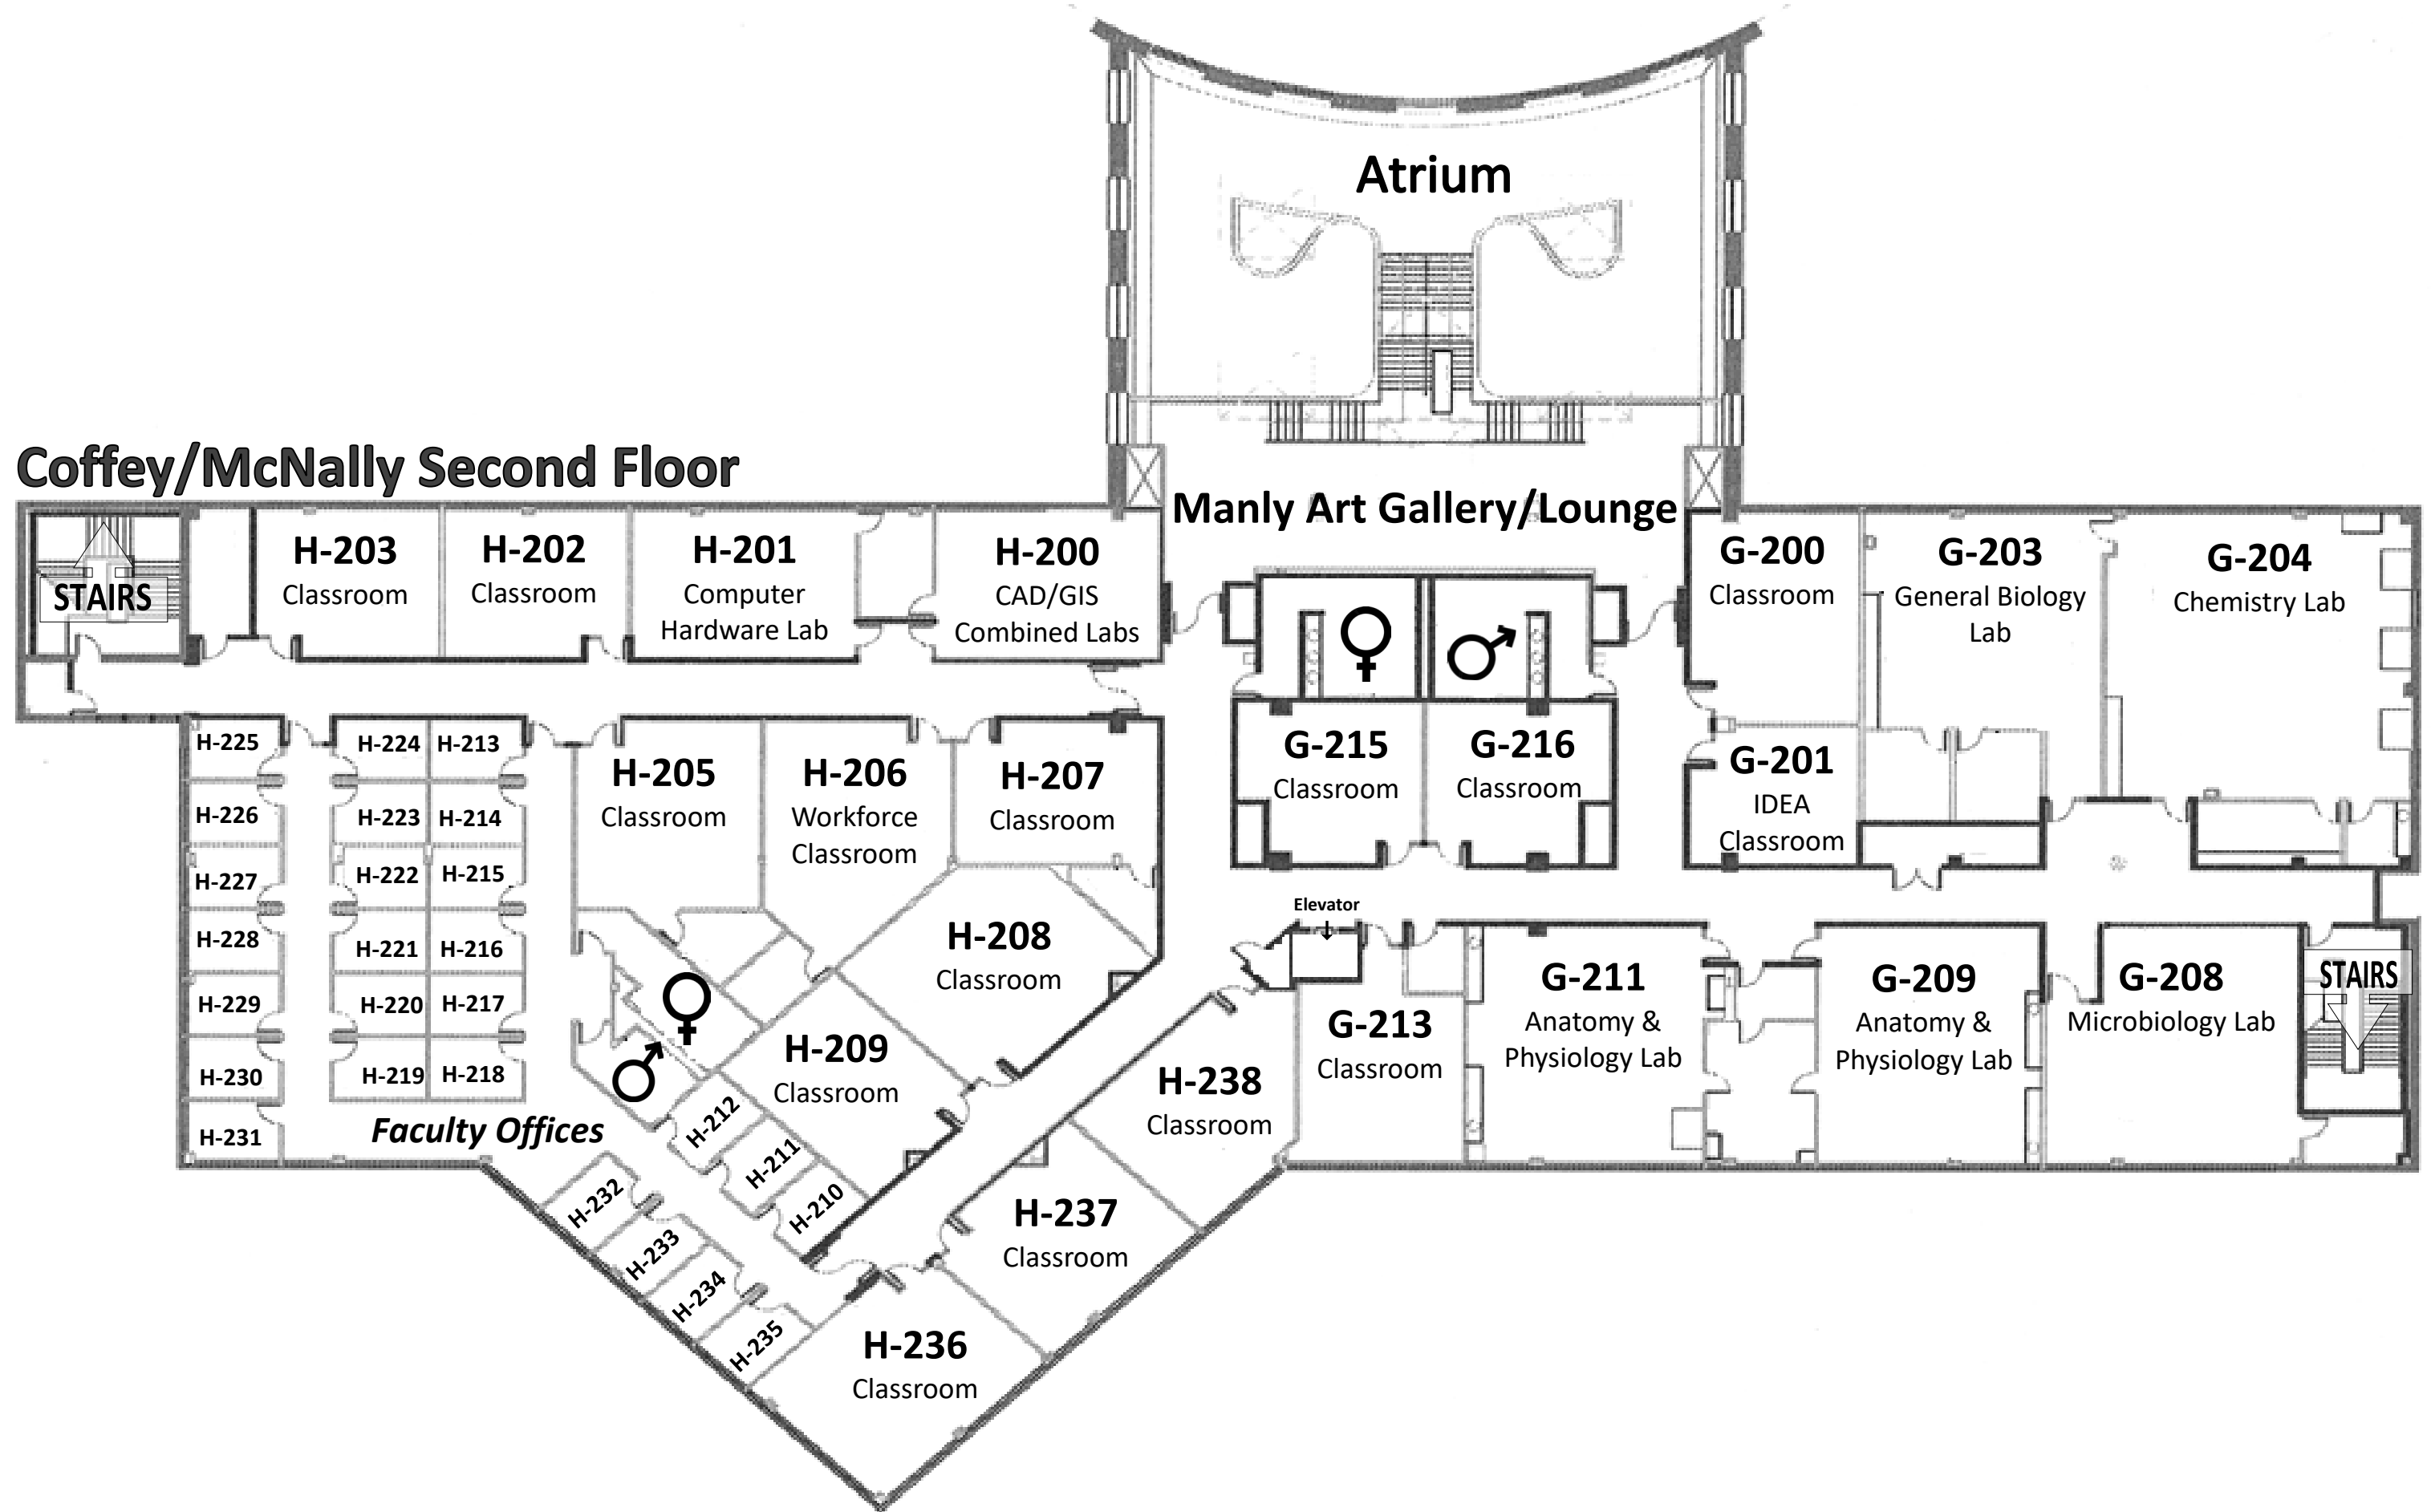 Atrium
Coffey/McNally Second Floor
Manly Art Gallery/Lounge
STAIRS
H-203
Classroom
H-202
Classroom
H-201
Computer
Hardware Lab
H-200
CAD/GIS
Combined Labs
G-200
Classroom
G-203
General Biology
Lab
G-204
Chemistry Lab
H-225
H-224
H-213
H-226
H-223
H-214
H-227
H-222
H-215
H-228
H-221
H-216
H-229
H-220
H-217
H-230
H-219
H-218
H-231
Faculty Offices
H-205
Classroom
H-206
Workforce
Classroom
H-207
Classroom
G-215
Classroom
G-216
Classroom
G-201
IDEA
Classroom
H-208
Classroom
Elevator
H-209
Classroom
H-212
H-211
H-210
H-232
H-233
H-234
H-235
H-236
Classroom
H-237
Classroom
H-238
Classroom
G-213
Classroom
G-211
Anatomy &
Physiology Lab
G-209
Anatomy &
Physiology Lab
G-208
Microbiology Lab
STAIRS